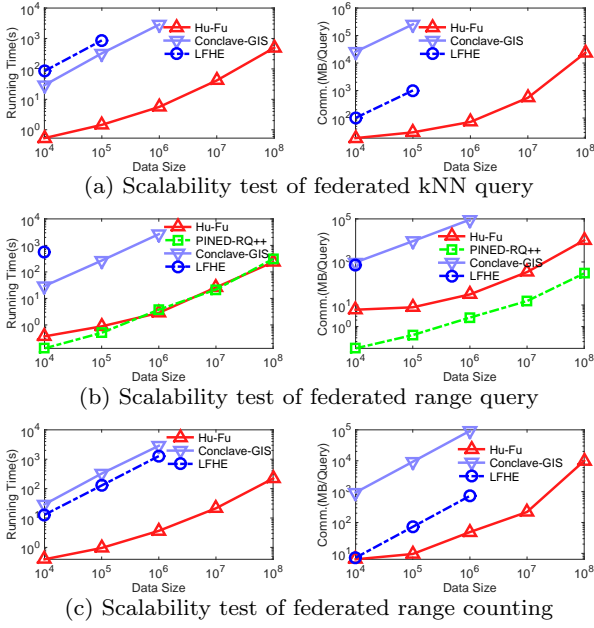 10^4 10^3 10^2 10^1 10^0
Running Time(s)
Hu-Fu
Conclave-GIS
LFHE
10^4 10^5 10^6 10^7 10^8
Data Size
10^5 10^4 10^3 10^2
Comm.(MB/Query)
Hu-Fu
Conclave-GIS
LFHE
10^4 10^5 10^6 10^7 10^8
Data Size
(a) Scalability test of federated kNN query
10^4 10^3 10^2 10^1 10^0
Running Time(s)
Hu-Fu
PINED-RQ++
Conclave-GIS
LFHE
10^4 10^5 10^6 10^7 10^8
Data Size
10^5 10^3 10^1 10^-1
Comm.(MB/Query)
Hu-Fu
PINED-RQ++
Conclave-GIS
LFHE
10^4 10^5 10^6 10^7 10^8
Data Size
(b) Scalability test of federated range query
10^4 10^3 10^2 10^1 10^0
Running Time(s)
Hu-Fu
Conclave-GIS
LFHE
10^4 10^5 10^6 10^7 10^8
Data Size
10^5 10^4 10^3 10^2 10^1
Comm.(MB/Query)
Hu-Fu
Conclave-GIS
LFHE
10^4 10^5 10^6 10^7 10^8
Data Size
(c) Scalability test of federated range counting